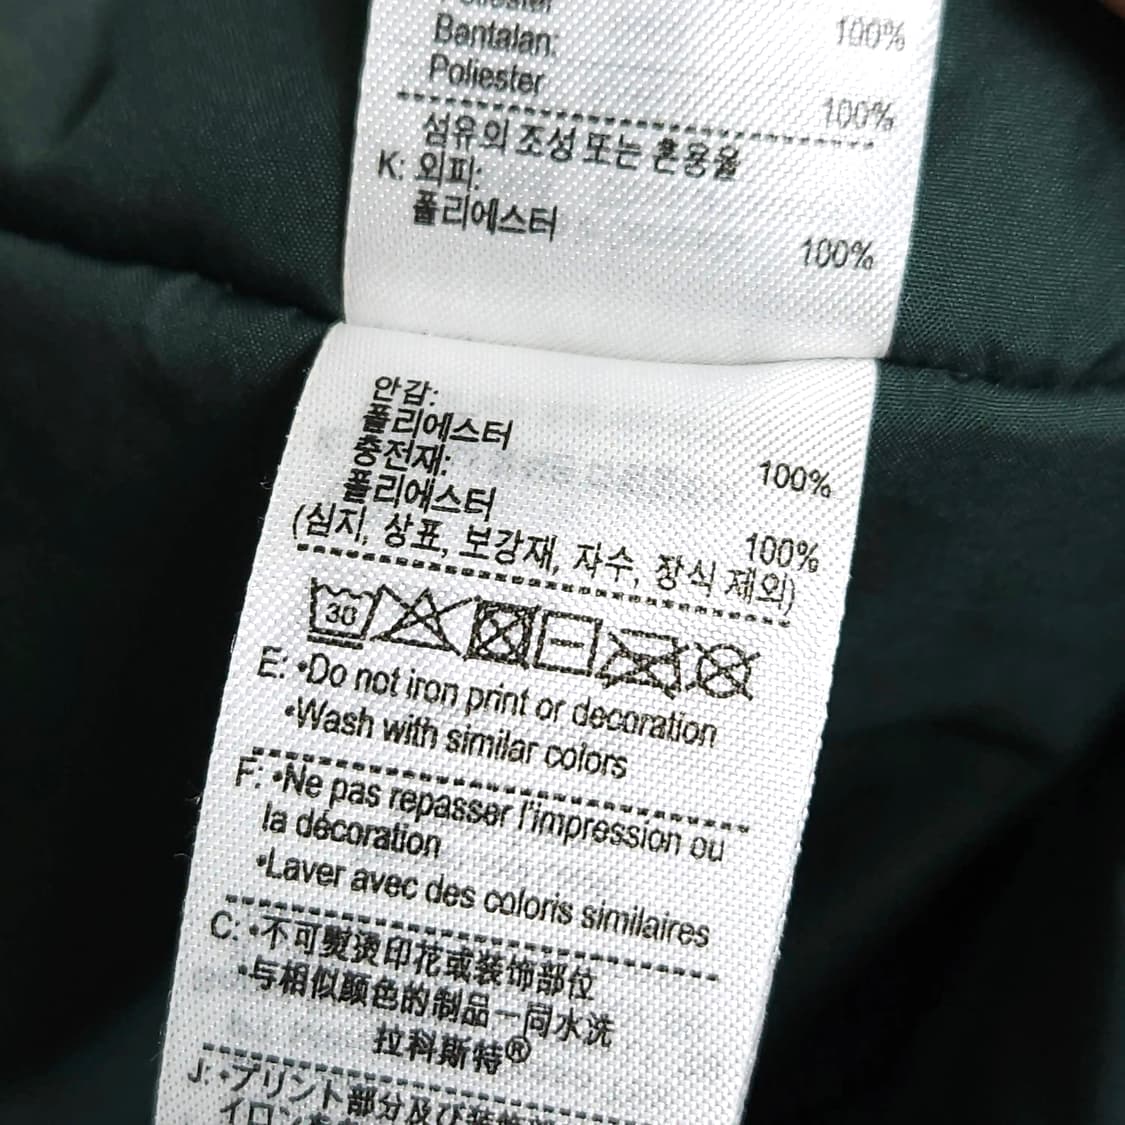 Bantalan: 100%
Poliester
100%
섬유의 조성 또는 혼용율
K: 외피:
폴리에스터
100%
안감:
폴리에스터
100%
충전재:
폴리에스터
100%
(심지, 상표, 보강재, 자수, 장식 제외)
30
E: •Do not iron print or decoration
•Wash with similar colors
F: •Ne pas repasser l'impression ou
la décoration
•Laver avec des coloris similaires
C: •不可熨烫印花或装饰部位
•与相似颜色的制品一同水洗
拉科斯特®
J: •プリント部分及び装飾